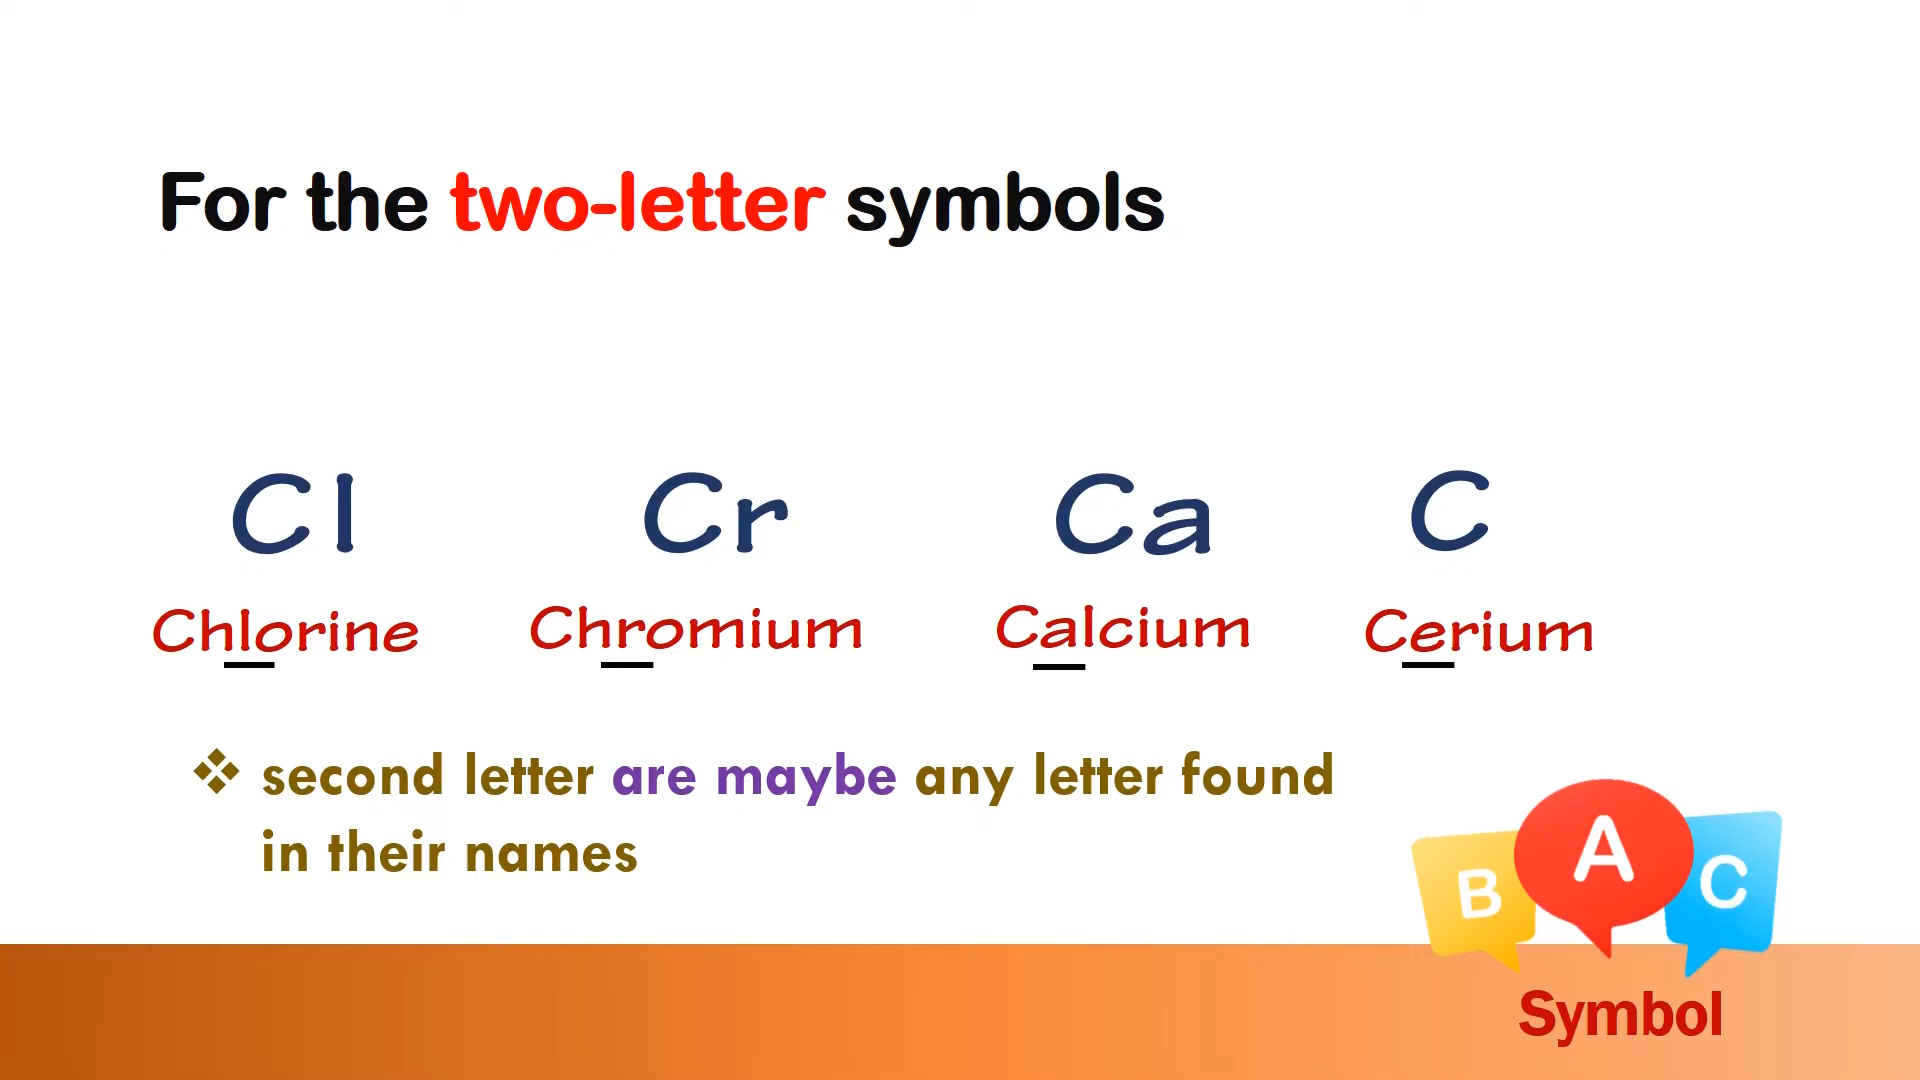 For the two-letter symbols
Cl Cr Ca C
Chlorine Chromium Calcium Cerium
❖ second letter are maybe any letter found
in their names
B A C
Symbol